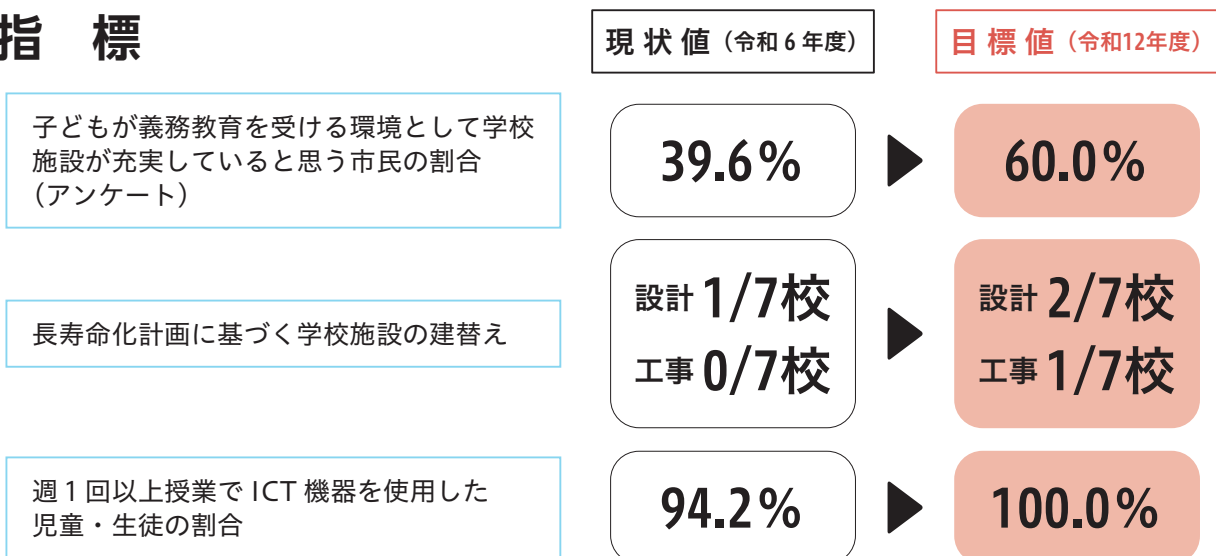 指標
現状値（令和6年度）
目標値（令和12年度）
子どもが義務教育を受ける環境として学校
施設が充実していると思う市民の割合
（アンケート）
39.6%
60.0%
長寿命化計画に基づく学校施設の建替え
設計 1/7校
工事 0/7校
設計 2/7校
工事 1/7校
週1回以上授業で ICT 機器を使用した
児童・生徒の割合
94.2%
100.0%